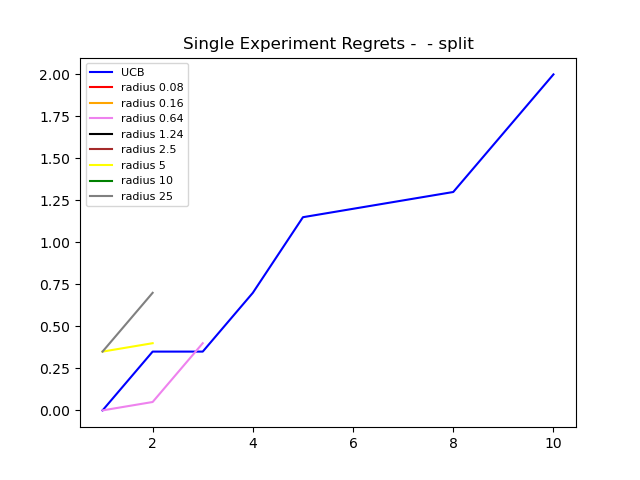 Single Experiment Regrets -  - split
UCB
radius 0.08
radius 0.16
radius 0.64
radius 1.24
radius 2.5
radius 5
radius 10
radius 25
2.00
1.75
1.50
1.25
1.00
0.75
0.50
0.25
0.00
2 4 6 8 10